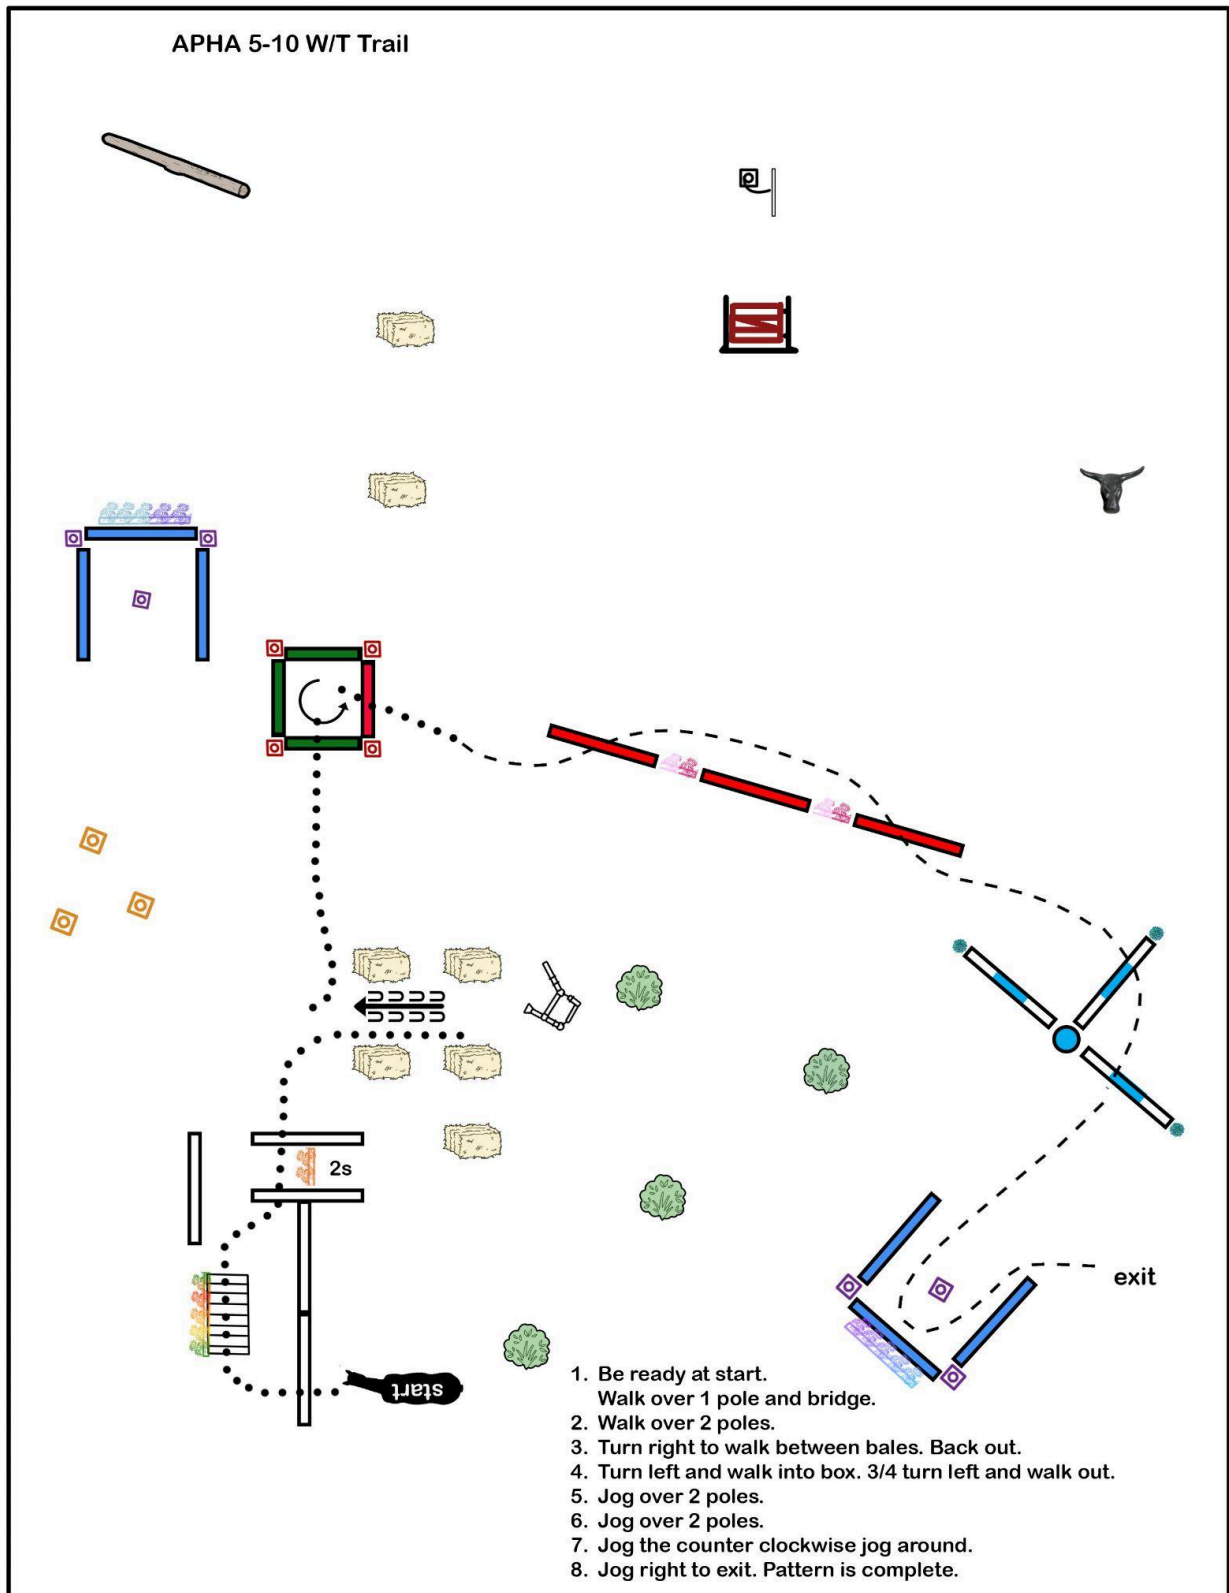 APHA 5-10 W/T Trail
2s
exit
start
1. Be ready at start.
Walk over 1 pole and bridge.
2. Walk over 2 poles.
3. Turn right to walk between bales. Back out.
4. Turn left and walk into box. 3/4 turn left and walk out.
5. Jog over 2 poles.
6. Jog over 2 poles.
7. Jog the counter clockwise jog around.
8. Jog right to exit. Pattern is complete.